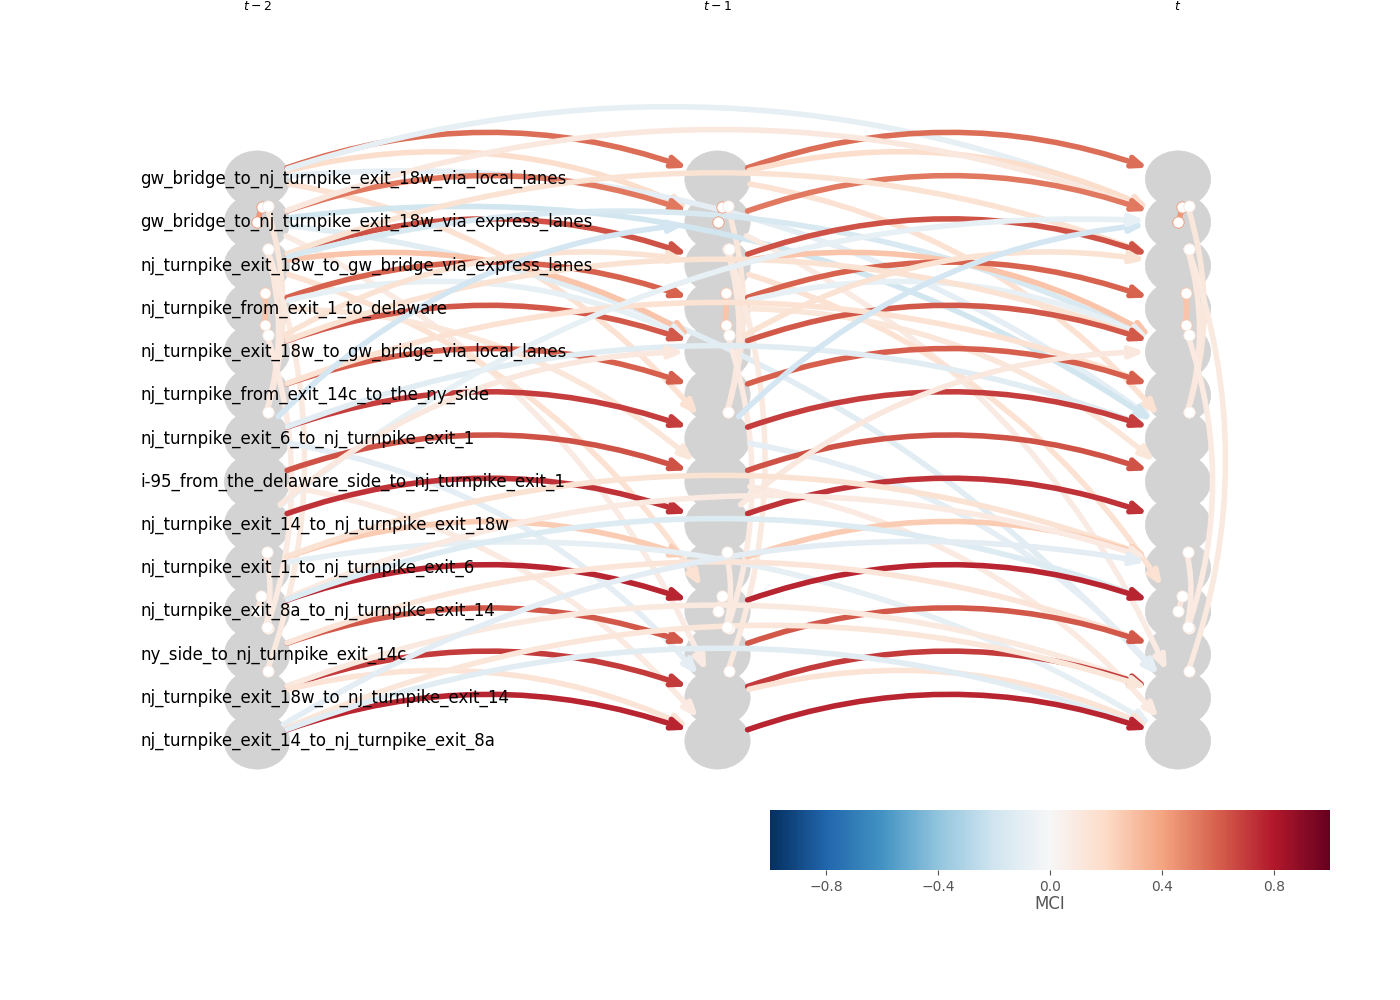 t − 2 t − 1 t
gw_bridge_to_nj_turnpike_exit_18w_via_local_lanes
gw_bridge_to_nj_turnpike_exit_18w_via_express_lanes
nj_turnpike_exit_18w_to_gw_bridge_via_express_lanes
nj_turnpike_from_exit_1_to_delaware
nj_turnpike_exit_18w_to_gw_bridge_via_local_lanes
nj_turnpike_from_exit_14c_to_the_ny_side
nj_turnpike_exit_6_to_nj_turnpike_exit_1
i-95_from_the_delaware_side_to_nj_turnpike_exit_1
nj_turnpike_exit_14_to_nj_turnpike_exit_18w
nj_turnpike_exit_1_to_nj_turnpike_exit_6
nj_turnpike_exit_8a_to_nj_turnpike_exit_14
ny_side_to_nj_turnpike_exit_14c
nj_turnpike_exit_18w_to_nj_turnpike_exit_14
nj_turnpike_exit_14_to_nj_turnpike_exit_8a
−0.8 −0.4 0.0 0.4 0.8
MCI